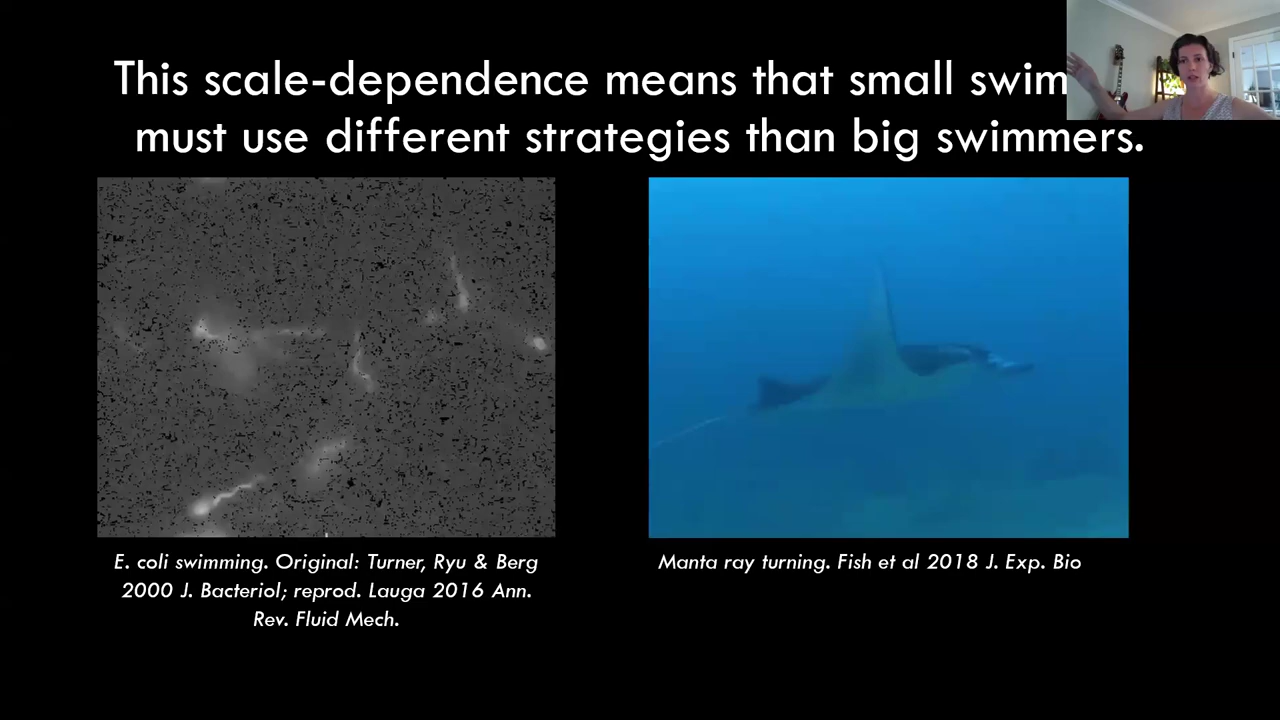 This scale-dependence means that small swim
must use different strategies than big swimmers.
E. coli swimming. Original: Turner, Ryu & Berg
2000 J. Bacteriol; reprod. Lauga 2016 Ann.
Rev. Fluid Mech.
Manta ray turning. Fish et al 2018 J. Exp. Bio